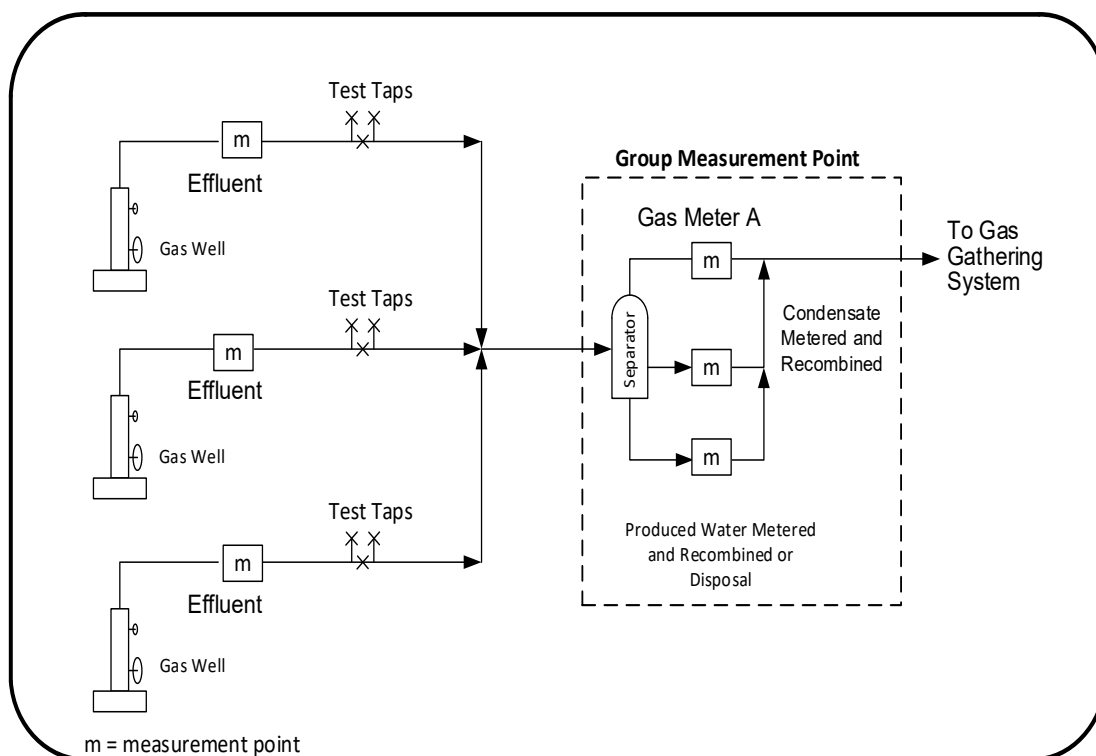 Test Taps
m
Effluent
Gas Well
Test Taps
m
Effluent
Gas Well
Test Taps
m
Effluent
Gas Well
Group Measurement Point
Gas Meter A
m
Separator
m
m
Condensate
Metered and
Recombined
Produced Water Metered
and Recombined or
Disposal
To Gas
Gathering
System
m = measurement point